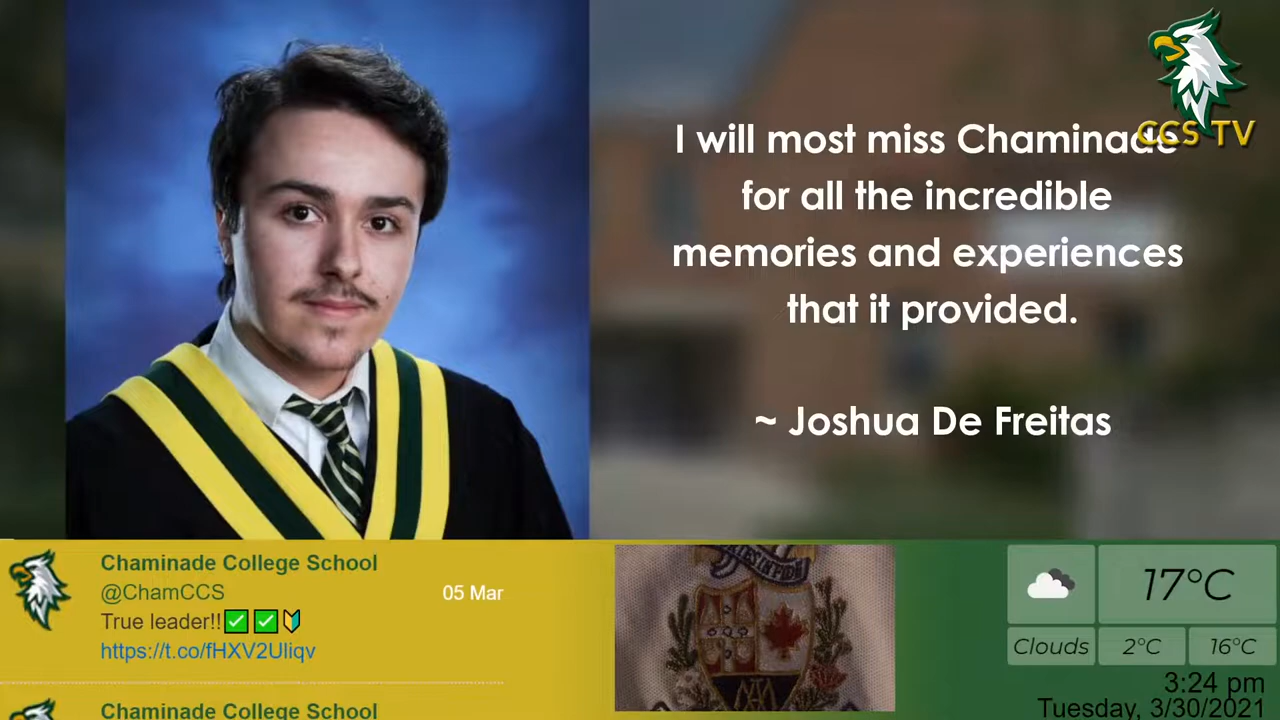 I will most miss Chaminade
for all the incredible
memories and experiences
that it provided.
~ Joshua De Freitas
CCS TV
Chaminade College School
@ChamCCS
05 Mar
True leader!!✅✅🔰
https://t.co/fHXV2Uliqv
Chaminade College School
17°C
Clouds
2°C
16°C
3:24 pm
Tuesday, 3/30/2021